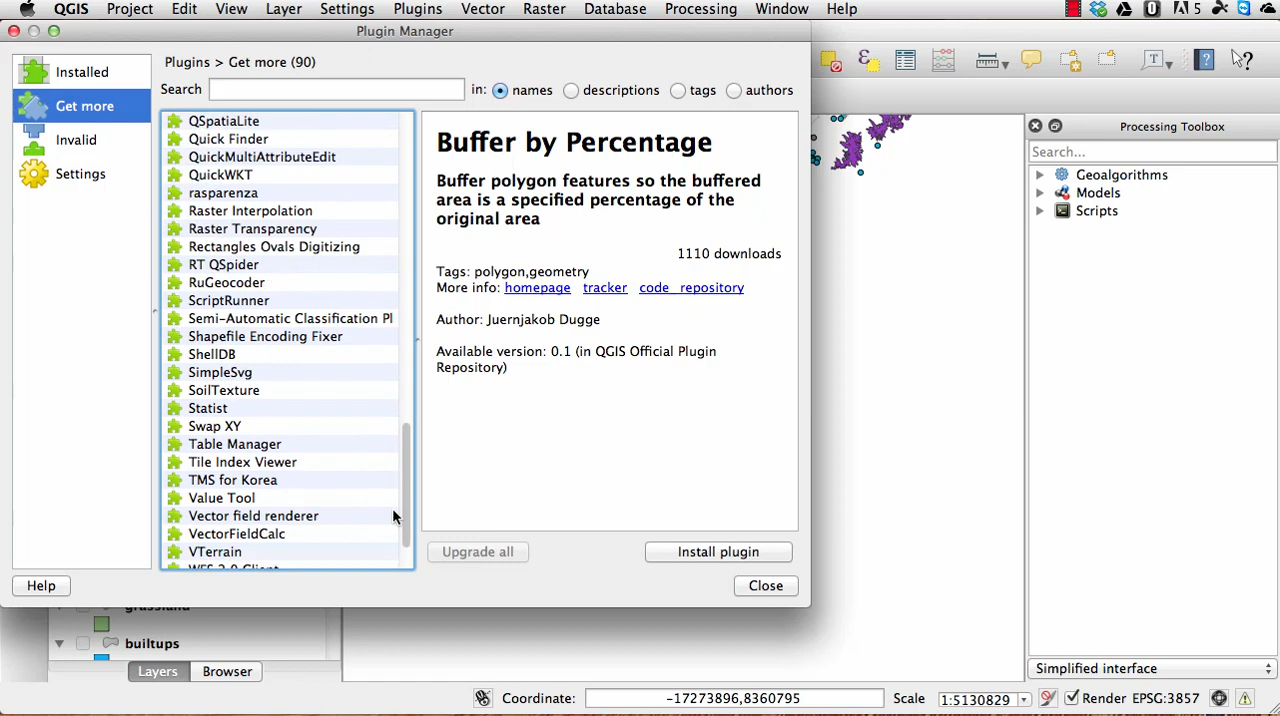 QGIS Project Edit View Layer Settings Plugins Vector Raster Database Processing Window Help
5
Plugin Manager
Installed
Get more
Invalid
Settings
Plugins > Get more (90)
Search in: names descriptions tags authors
QSpatiaLite
Quick Finder
QuickMultiAttributeEdit
QuickWKT
rasparenza
Raster Interpolation
Raster Transparency
Rectangles Ovals Digitizing
RT QSpider
RuGeocoder
ScriptRunner
Semi-Automatic Classification Pl
Shapefile Encoding Fixer
ShellDB
SimpleSvg
SoilTexture
Statist
Swap XY
Table Manager
Tile Index Viewer
TMS for Korea
Value Tool
Vector field renderer
VectorFieldCalc
VTerrain
WFS 2.0 Client
Buffer by Percentage
Buffer polygon features so the buffered
area is a specified percentage of the
original area
1110 downloads
Tags: polygon,geometry
More info: homepage tracker code repository
Author: Juernjakob Dugge
Available version: 0.1 (in QGIS Official Plugin
Repository)
Upgrade all
Install plugin
Help
Close
Processing Toolbox
Search...
Geoalgorithms
Models
Scripts
grassland
builtups
Layers Browser
Simplified interface
Coordinate: -17273896,8360795 Scale 1:5130829 Render EPSG:3857